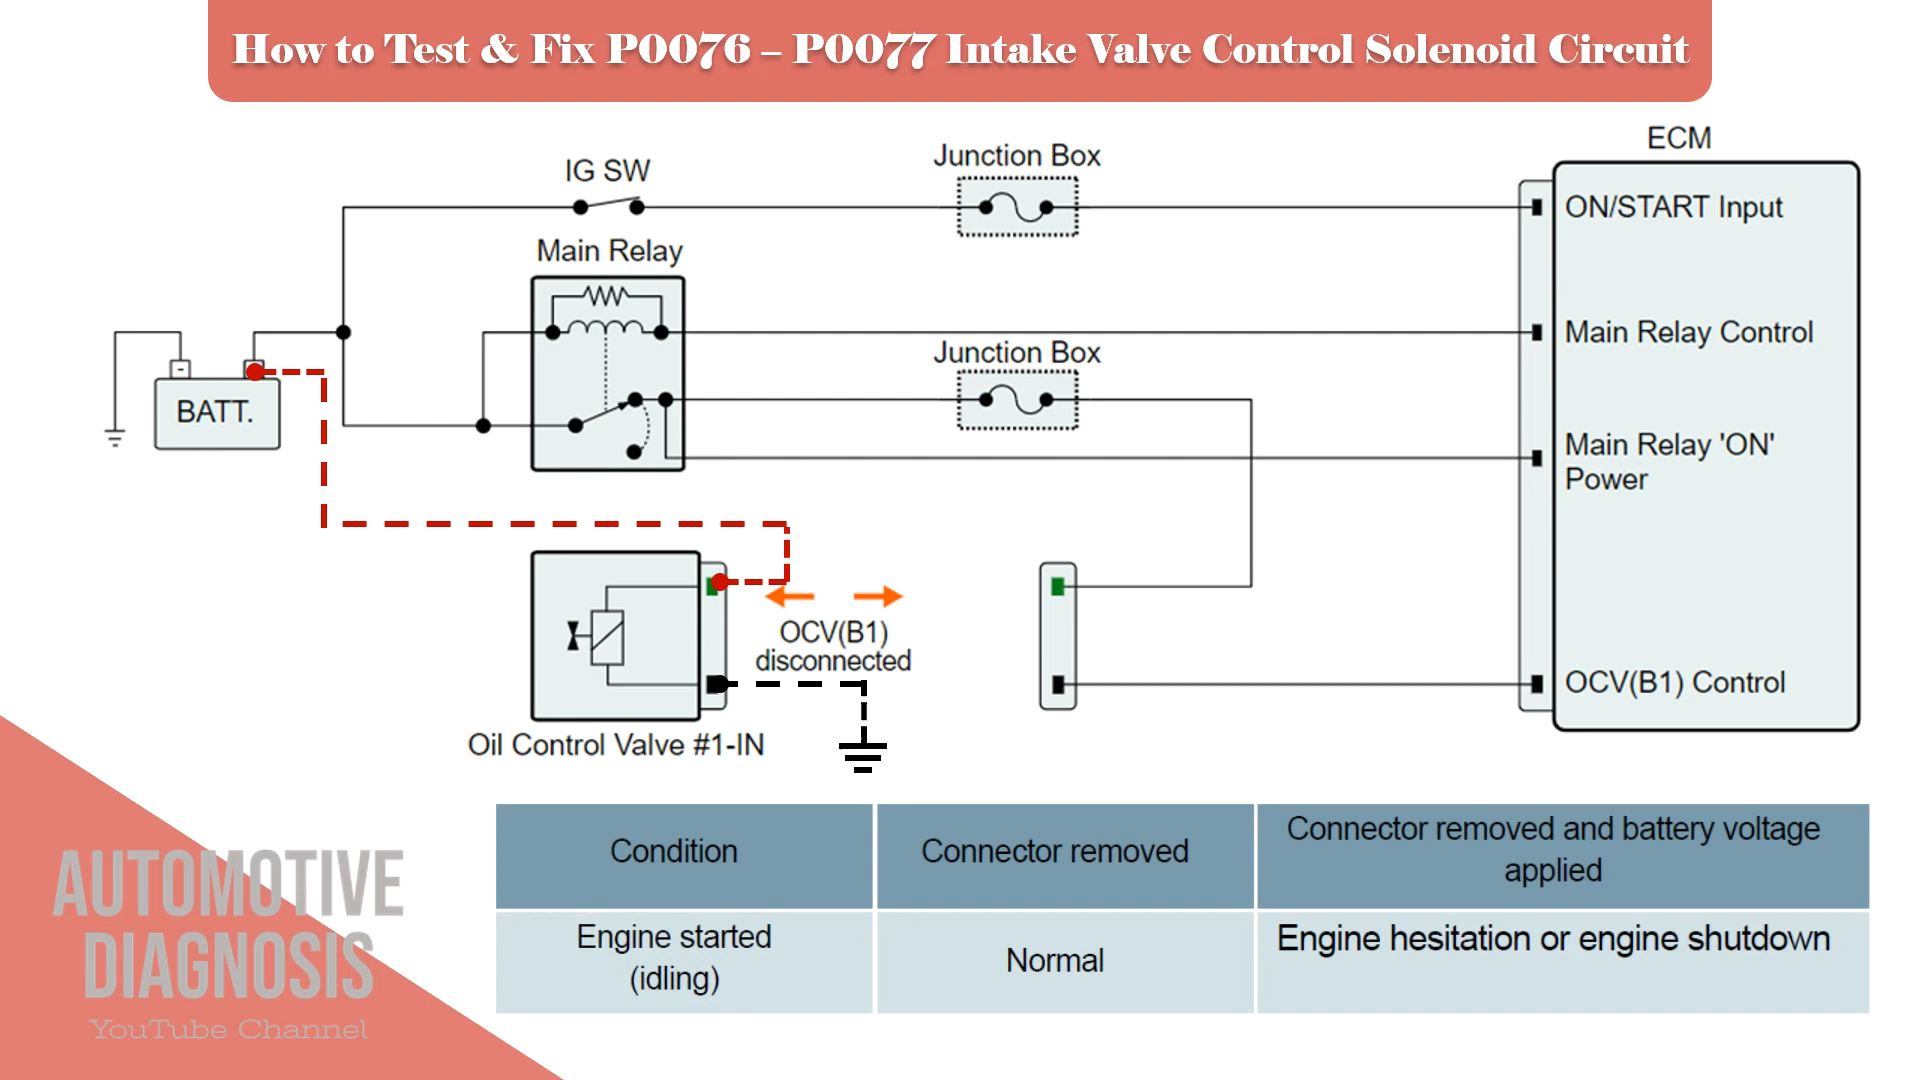 How to Test & Fix P0076 – P0077 Intake Valve Control Solenoid Circuit
ECM
Junction Box
IG SW
ON/START Input
Main Relay
Main Relay Control
Junction Box
-
BATT.
Main Relay 'ON'
Power
OCV(B1)
disconnected
OCV(B1) Control
Oil Control Valve #1-IN
Condition
Connector removed
Connector removed and battery voltage
applied
Engine started
(idling)
Normal
Engine hesitation or engine shutdown
AUTOMOTIVE
DIAGNOSIS
YouTube Channel